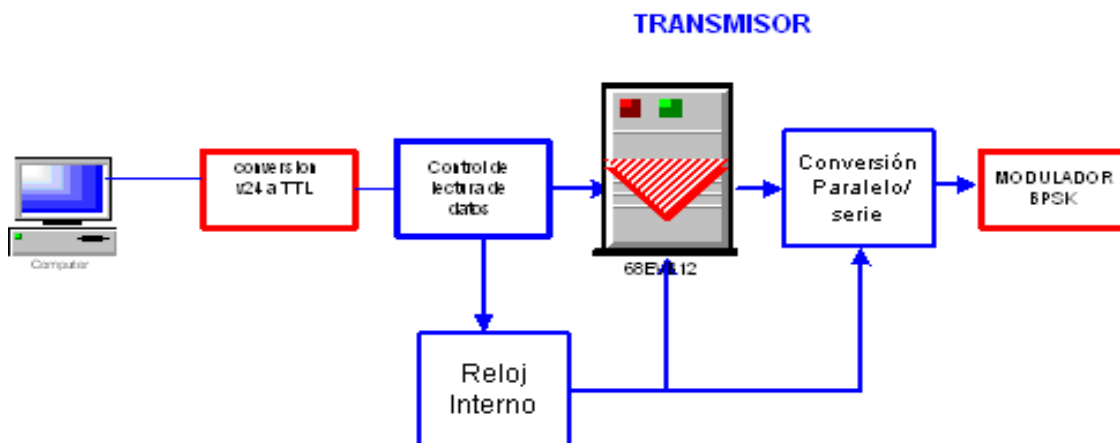 TRANSMISOR
conversion
v24 a TTL
Control de
lectura de
datos
Conversión
Paralelo/
serie
MODULADOR
BPSK
Computer
Reloj
Interno